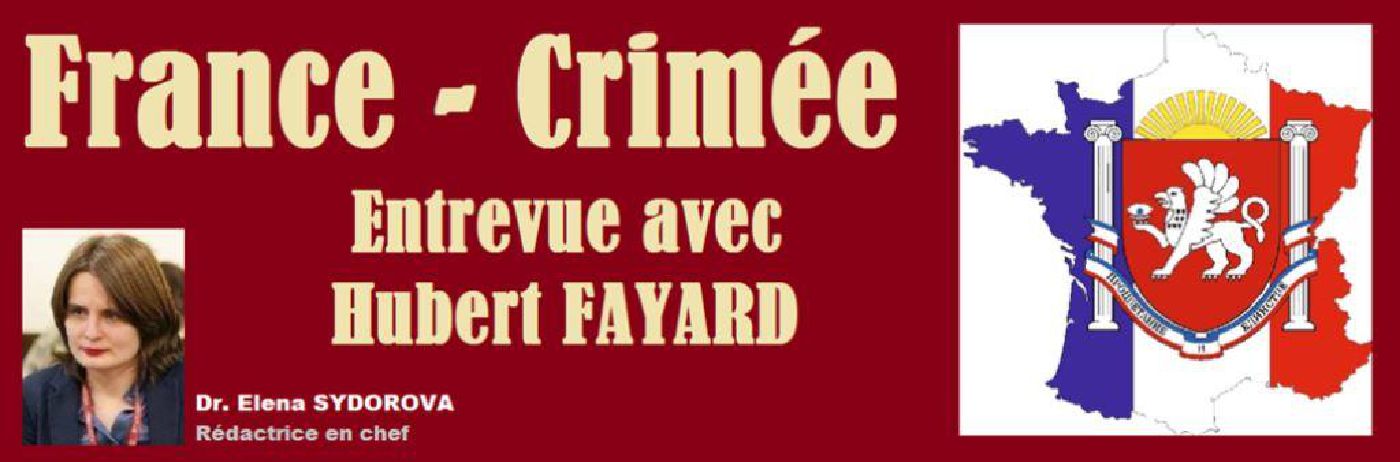 France - Crimée
Entrevue avec
Hubert FAYARD
Dr. Elena SYDOROVA
Rédactrice en chef
ПРОЦВЕТАНИЕ
В ЕДИНСТВЕ